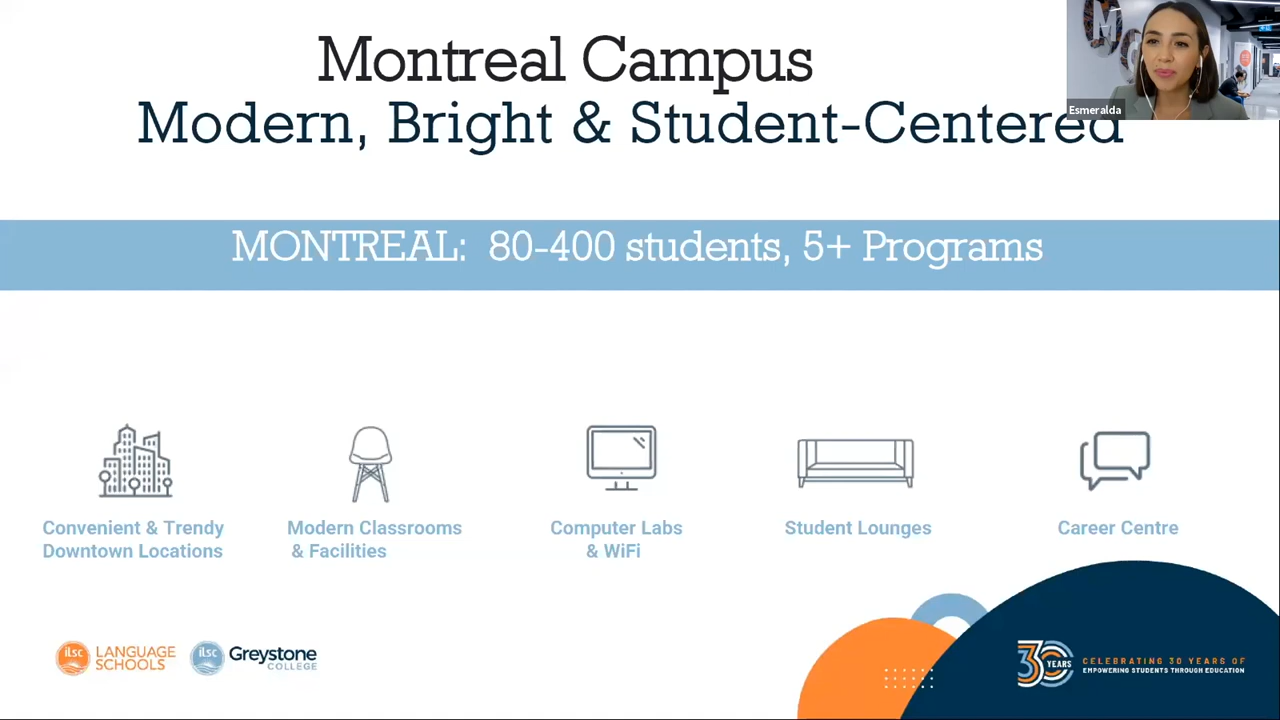 Montreal Campus
Modern, Bright & Student-Centered
Esmeralda
MONTREAL: 80-400 students, 5+ Programs
Convenient & Trendy
Downtown Locations
Modern Classrooms
& Facilities
Computer Labs
& WiFi
Student Lounges
Career Centre
iLSC LANGUAGE
SCHOOLS
iLSC Greystone
COLLEGE
30 YEARS
CELEBRATING 30 YEARS OF
EMPOWERING STUDENTS THROUGH EDUCATION